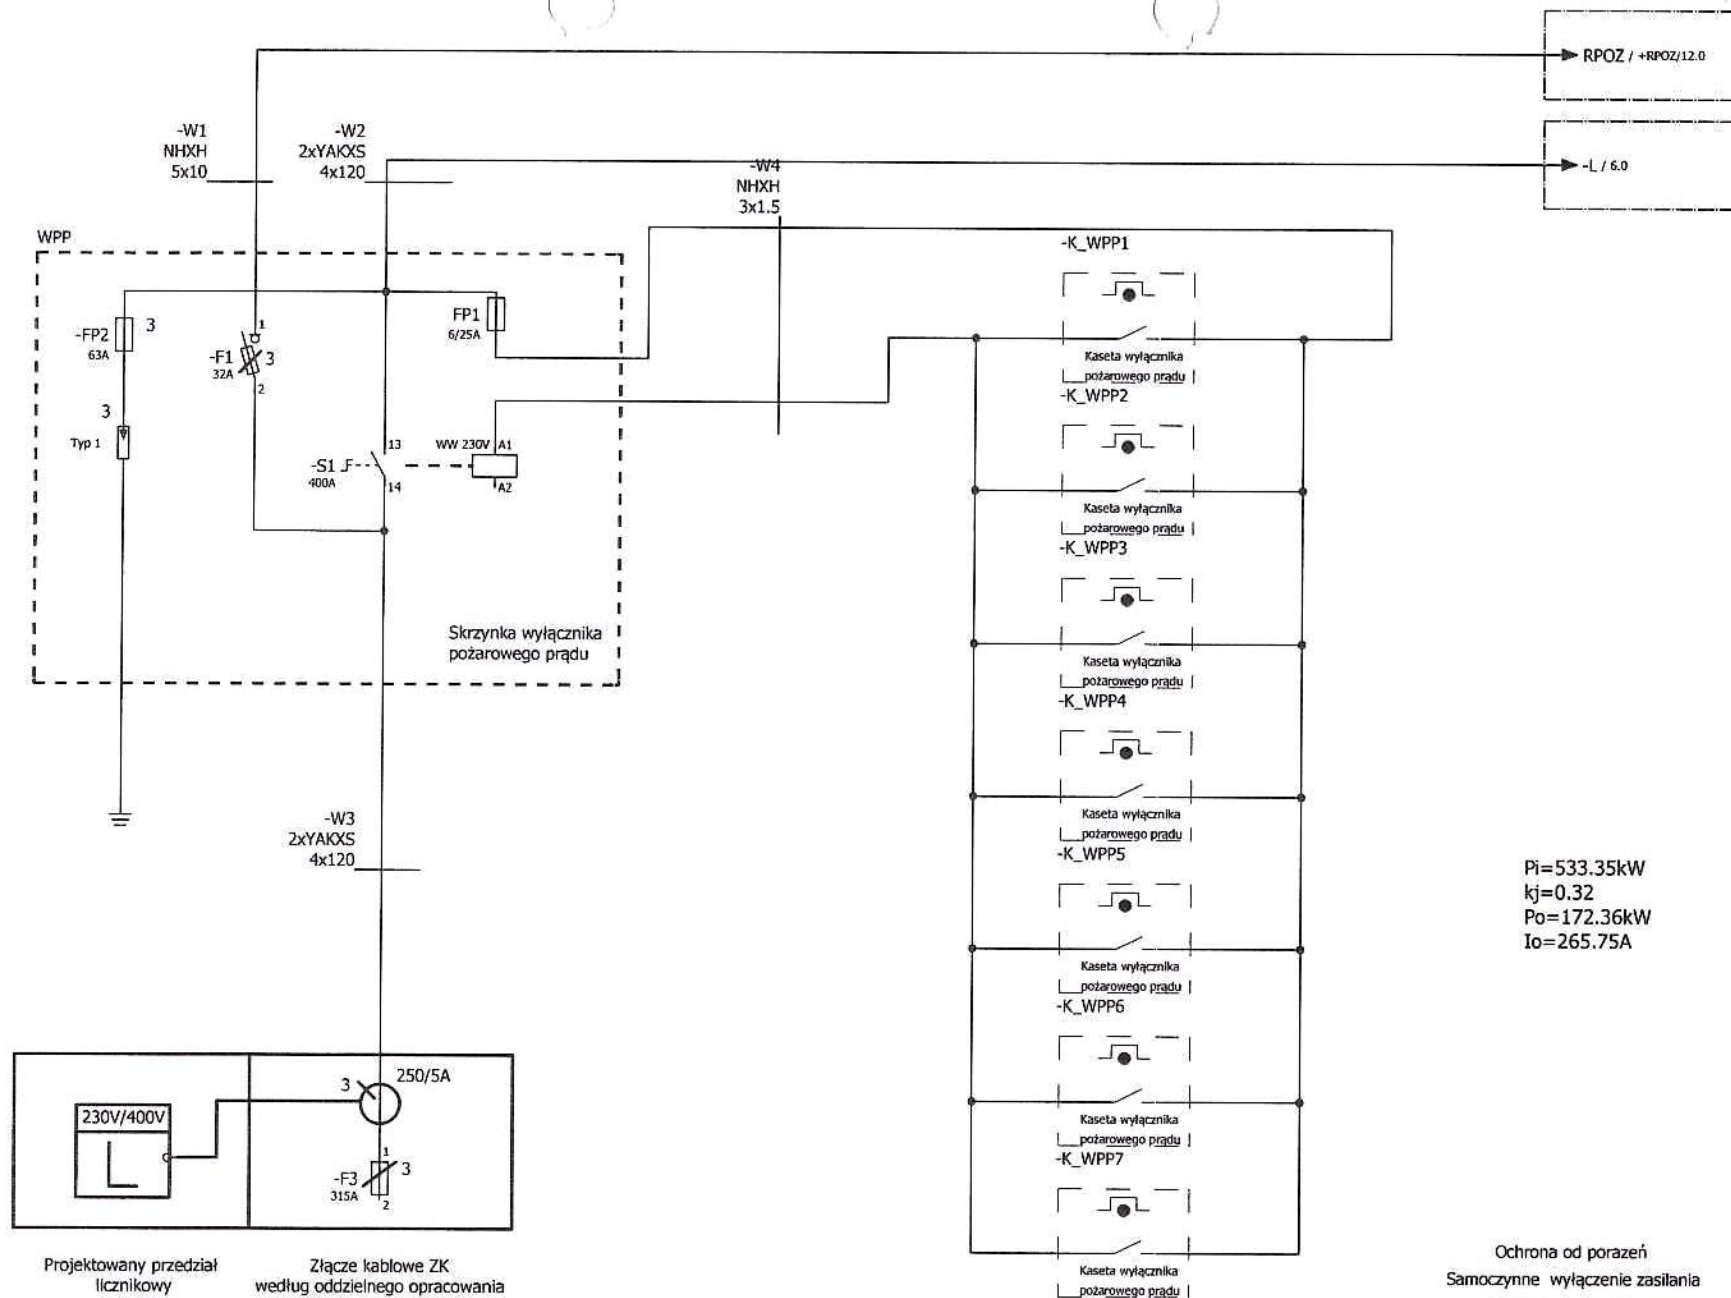 RPOZ / +RPOZ/12.0
-W1
NHXH
5x10
-W2
2xYAKXS
4x120
-W4
NHXH
3x1.5
-L / 6.0
WPP
-K_WPP1
-FP2
63A
3
1
-F1
32A
3
2
FP1
6/25A
Kaseta wyłącznika
pożarowego prądu
-K_WPP2
3
Typ 1
13
-S1
400A
14
WW 230V
A1
A2
Kaseta wyłącznika
pożarowego prądu
-K_WPP3
Skrzynka wyłącznika
pożarowego prądu
Kaseta wyłącznika
pożarowego prądu
-K_WPP4
-W3
2xYAKXS
4x120
Kaseta wyłącznika
pożarowego prądu
-K_WPP5
Pi=533.35kW
kj=0.32
Po=172.36kW
Io=265.75A
Kaseta wyłącznika
pożarowego prądu
-K_WPP6
3
250/5A
230V/400V
L
1
-F3
315A
3
2
Kaseta wyłącznika
pożarowego prądu
-K_WPP7
Projektowany przedział
licznikowy
Złącze kablowe ZK
według oddzielnego opracowania
Kaseta wyłącznika
pożarowego prądu
Ochrona od porażeń
Samoczynne wyłączenie zasilania